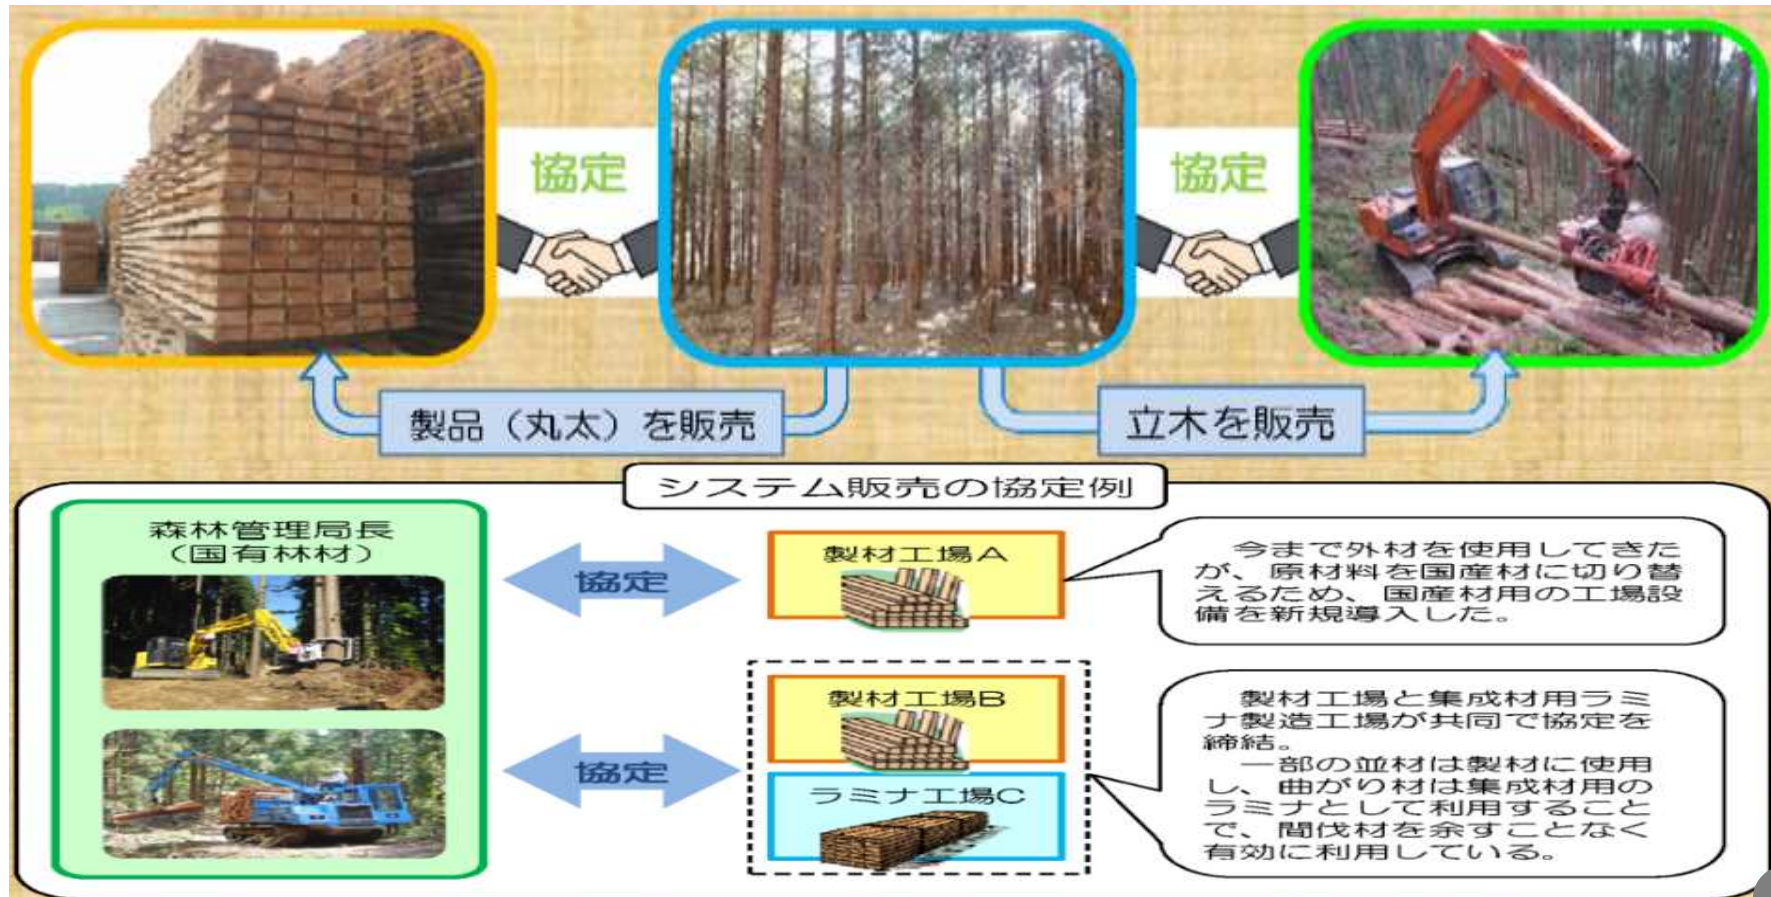 協定
協定
製品（丸太）を販売
立木を販売
システム販売の協定例
森林管理局長
（国有林材）
協定
製材工場A
今まで外材を使用してきた
が、原材料を国産材に切り替
えるため、国産材用の工場設
備を新規導入した。
協定
製材工場B
ラミナ工場C
製材工場と集成材用ラミ
ナ製造工場が共同で協定を
締結。
一部の並材は製材に使用
し、曲がり材は集成材用の
ラミナとして利用すること
で、間伐材を余すことなく
有効に利用している。